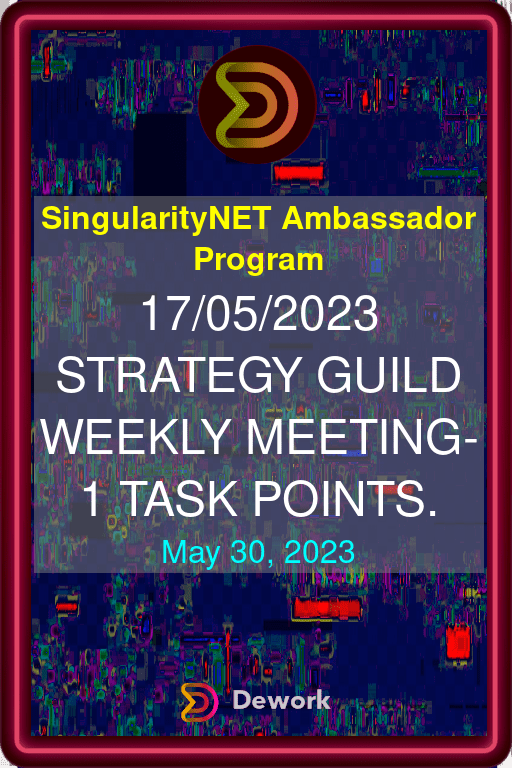 SingularityNET Ambassador
Program
17/05/2023
STRATEGY GUILD
WEEKLY MEETING-
1 TASK POINTS.
May 30, 2023
Dework